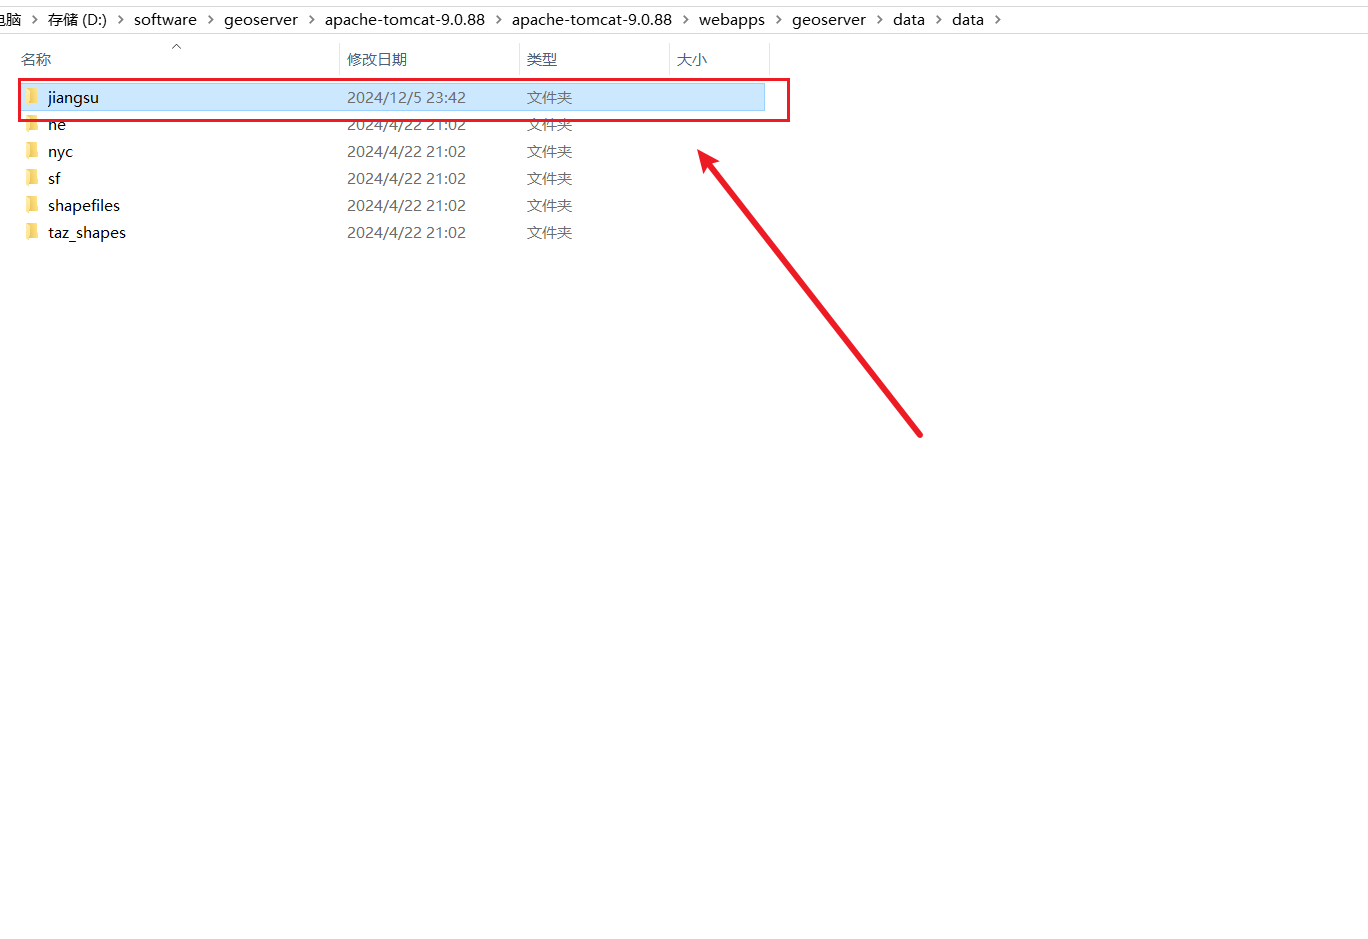 电脑 > 存储 (D:) > software > geoserver > apache-tomcat-9.0.88 > apache-tomcat-9.0.88 > webapps > geoserver > data > data >
名称 修改日期 类型 大小
jiangsu 2024/12/5 23:42 文件夹
ne 2024/4/22 21:02 文件夹
nyc 2024/4/22 21:02 文件夹
sf 2024/4/22 21:02 文件夹
shapefiles 2024/4/22 21:02 文件夹
taz_shapes 2024/4/22 21:02 文件夹